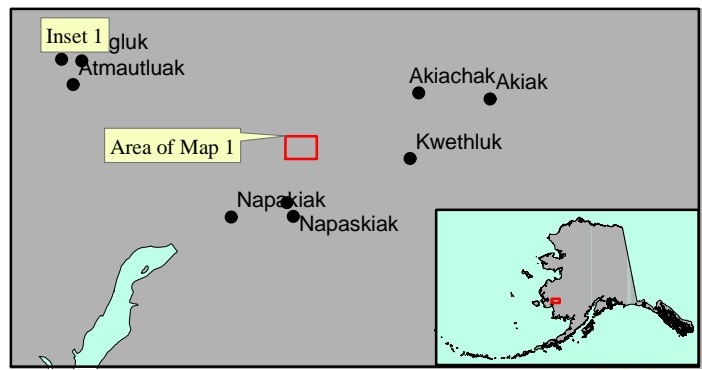 Inset 1
gluk
Atmautluak
Akiachak
Akiak
Area of Map 1
Kwethluk
Napakiak
Napaskiak